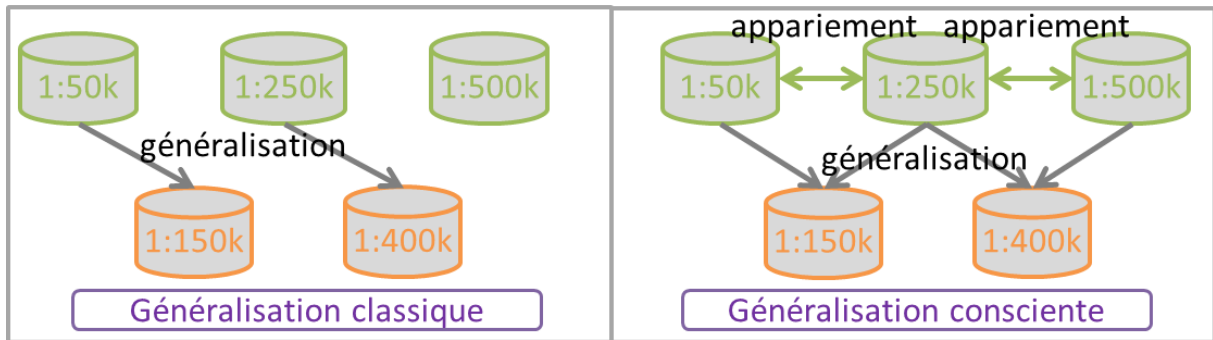 1:50k 1:250k 1:500k
généralisation
1:150k 1:400k
Généralisation classique
appariement appariement
1:50k 1:250k 1:500k
généralisation
1:150k 1:400k
Généralisation consciente